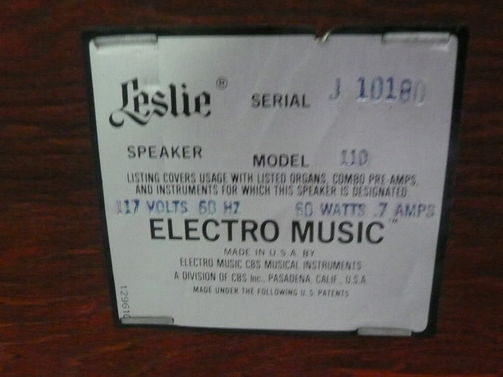 Leslie® SERIAL J 10180
SPEAKER MODEL 110
LISTING COVERS USAGE WITH LISTED ORGANS, COMBO PRE-AMPS,
AND INSTRUMENTS FOR WHICH THIS SPEAKER IS DESIGNATED.
117 VOLTS 60 HZ 60 WATTS .7 AMPS
ELECTRO MUSIC™
MADE IN U.S.A. BY
ELECTRO MUSIC CBS MUSICAL INSTRUMENTS
A DIVISION OF CBS Inc., PASADENA, CALIF., U.S.A.
MADE UNDER THE FOLLOWING U.S. PATENTS